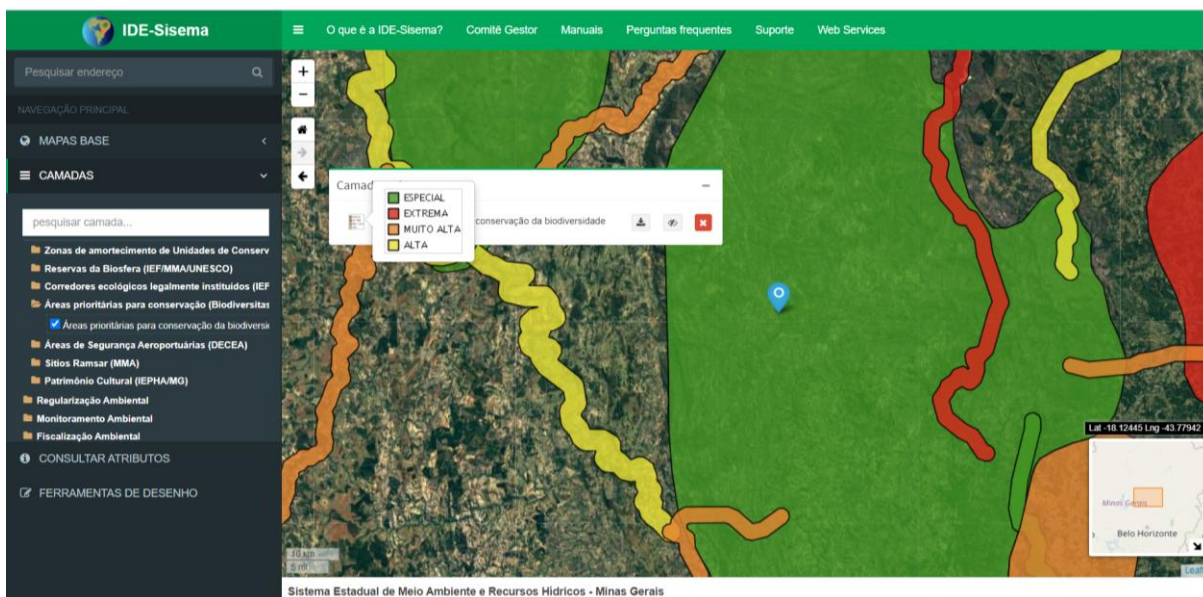 IDE-Sisema
O que é a IDE-Sisema? Comitê Gestor Manuais Perguntas frequentes Suporte Web Services
Pesquisar endereço
NAVEGAÇÃO PRINCIPAL
MAPAS BASE
CAMADAS
pesquisar camada...
Zonas de amortecimento de Unidades de Conserv
Reservas da Biosfera (IEF/MMA/UNESCO)
Corredores ecológicos legalmente instituídos (IEF
Áreas prioritárias para conservação (Biodiversitas
Áreas prioritárias para conservação da biodiversi
Áreas de Segurança Aeroportuárias (DECEA)
Sítios Ramsar (MMA)
Patrimônio Cultural (IEPHA/MG)
Regularização Ambiental
Monitoramento Ambiental
Fiscalização Ambiental
CONSULTAR ATRIBUTOS
FERRAMENTAS DE DESENHO
+
−
Camad
conservação da biodiversidade
ESPECIAL
EXTREMA
MUITO ALTA
ALTA
Lat -18.12445 Lng -43.77942
Minas Gerais
Belo Horizonte
10 km
5 mi
Leafl
Sistema Estadual de Meio Ambiente e Recursos Hídricos - Minas Gerais